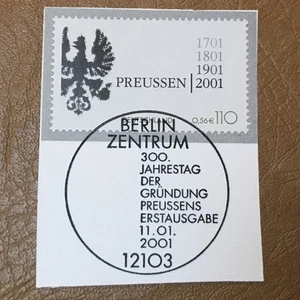 1701
1801
1901
PREUSSEN 2001
DEUTSCHLAND 0,56€ 110
BERLIN
ZENTRUM
300.
JAHRESTAG
DER
GRÜNDUNG
PREUSSENS
ERSTAUSGABE
11.01.
2001
12103